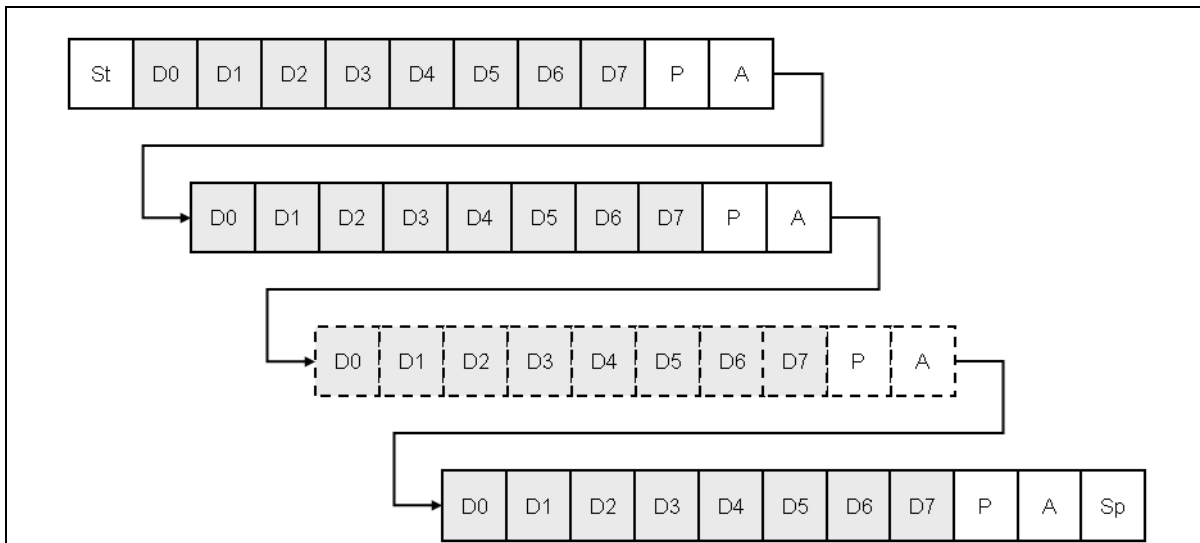 St D0 D1 D2 D3 D4 D5 D6 D7 P A
D0 D1 D2 D3 D4 D5 D6 D7 P A
D0 D1 D2 D3 D4 D5 D6 D7 P A
D0 D1 D2 D3 D4 D5 D6 D7 P A Sp